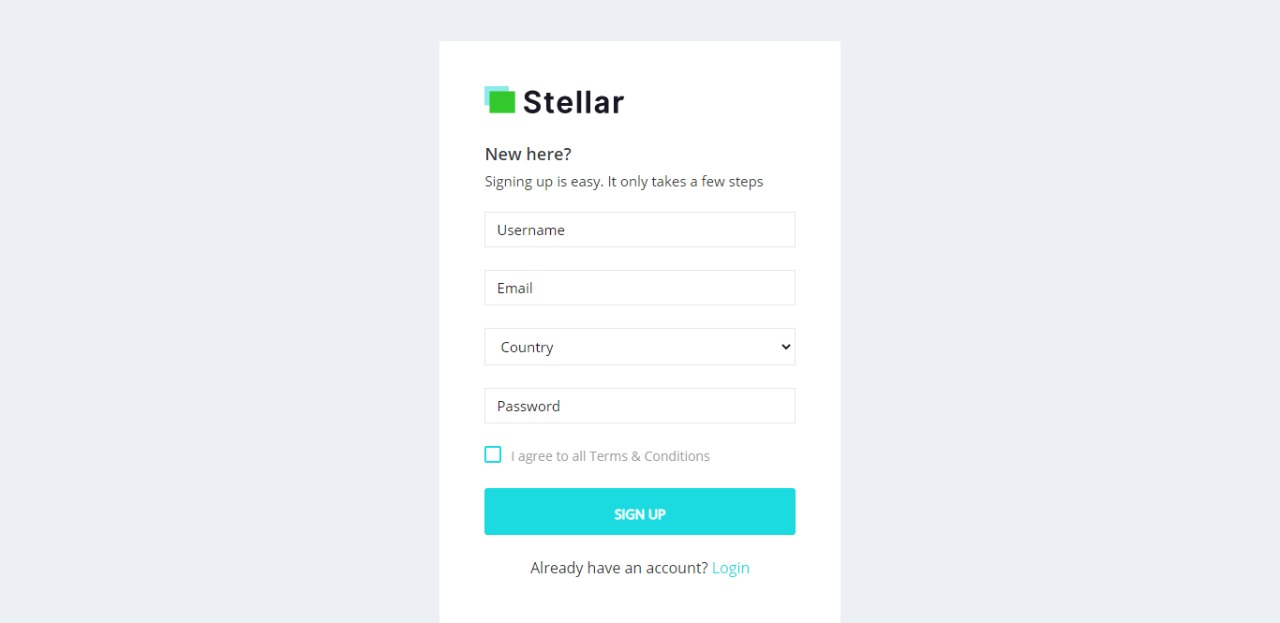 Stellar
New here?
Signing up is easy. It only takes a few steps
Username
Email
Country
Password
I agree to all Terms & Conditions
SIGN UP
Already have an account? Login